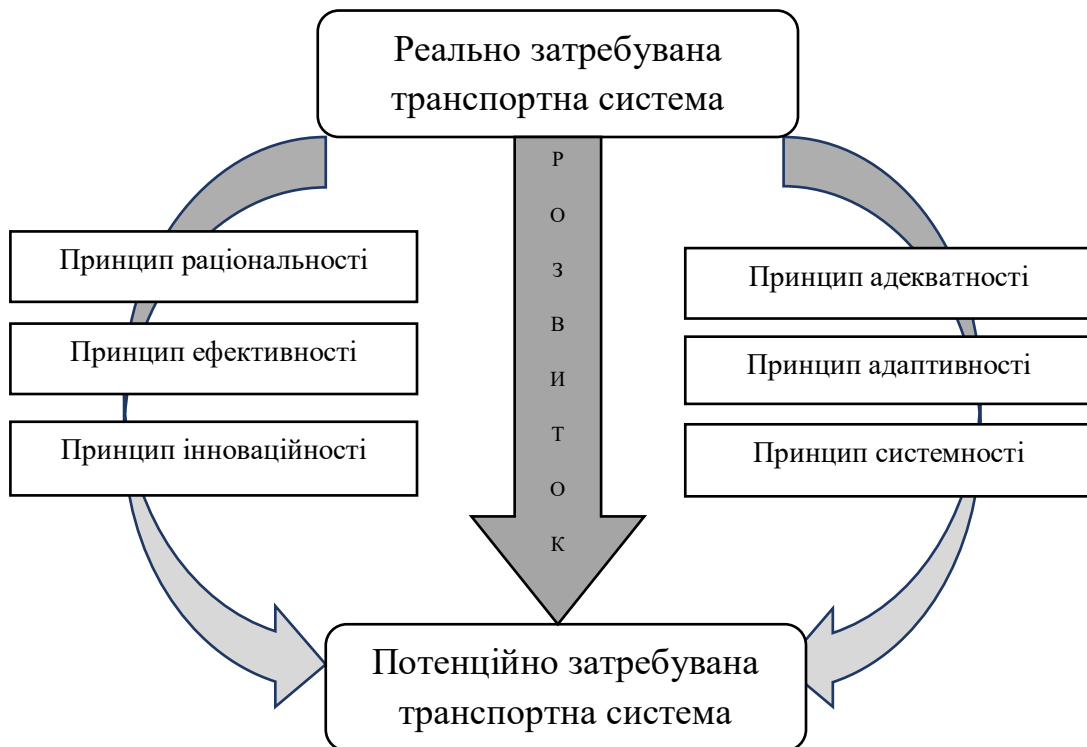 Реально затребувана
транспортна система
Р
О
З
В
И
Т
О
К
Принцип раціональності
Принцип ефективності
Принцип інноваційності
Принцип адекватності
Принцип адаптивності
Принцип системності
Потенційно затребувана
транспортна система